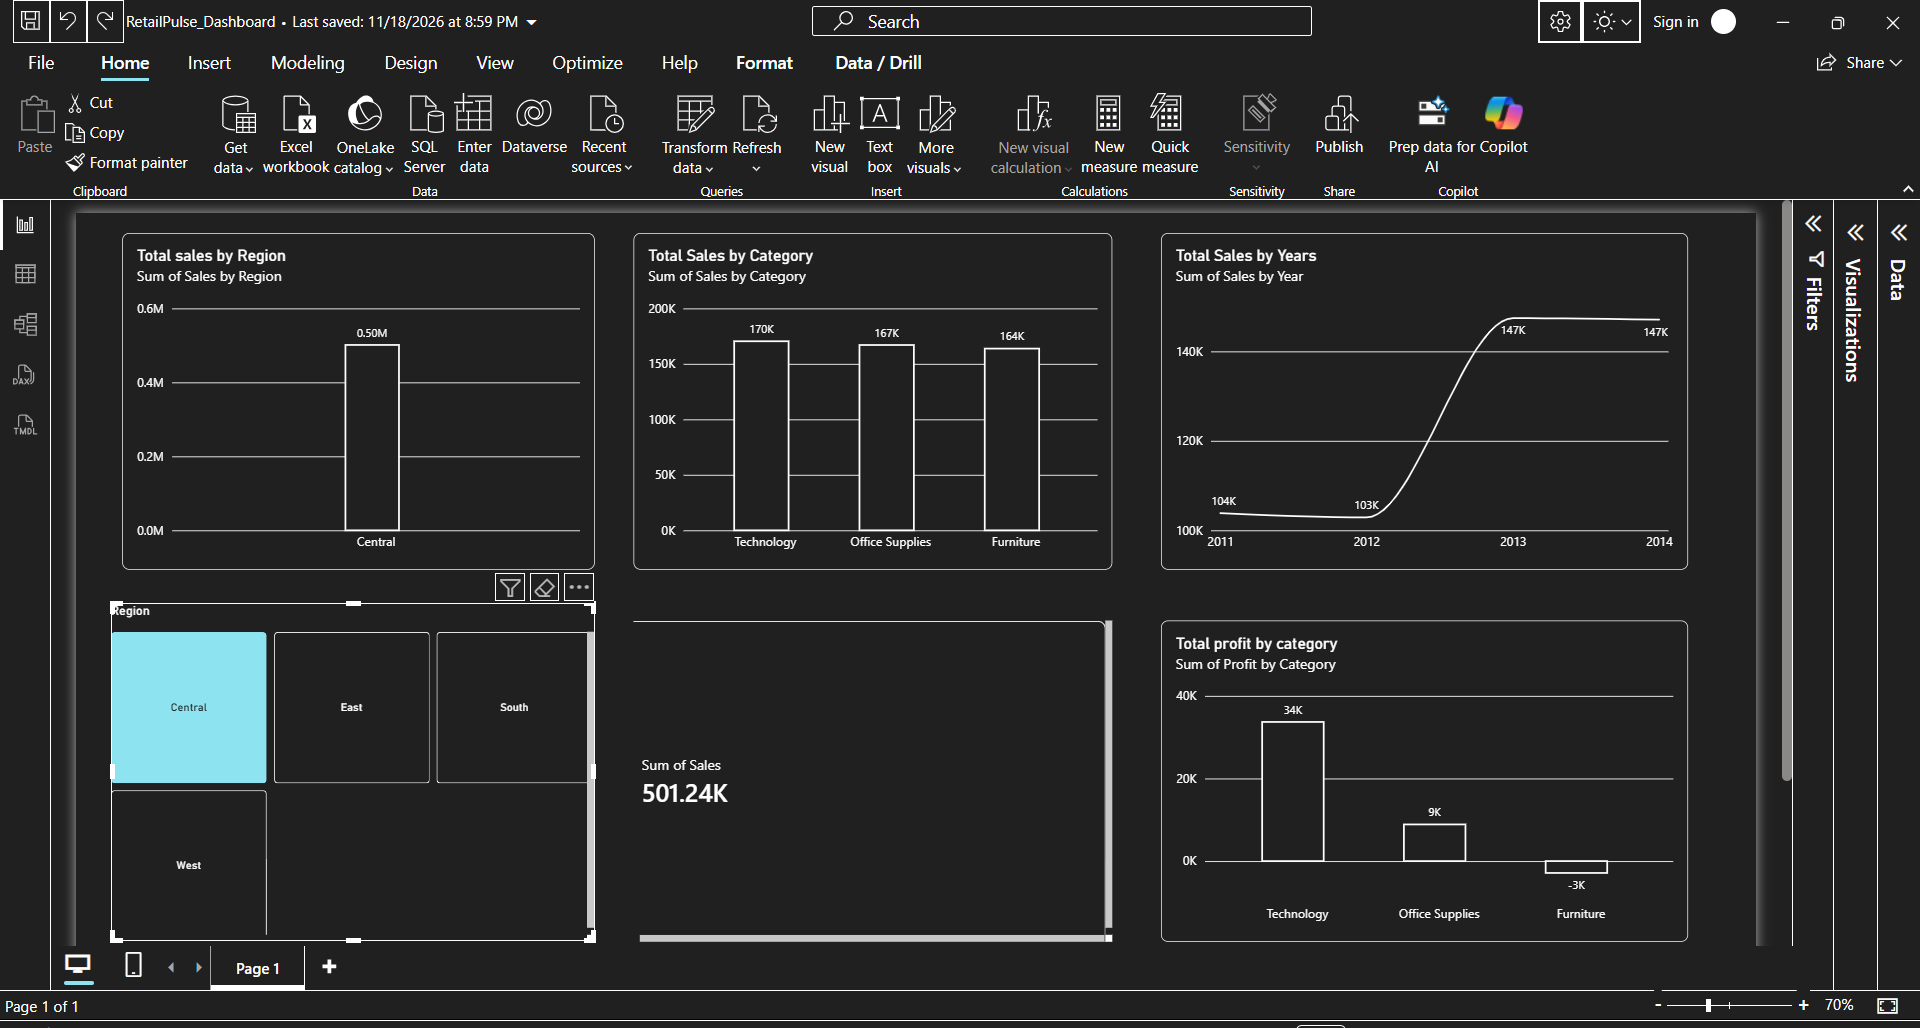 RetailPulse_Dashboard • Last saved: 11/18/2026 at 8:59 PM
Search
Sign in
File Home Insert Modeling Design View Optimize Help Format Data / Drill
Share
Paste
Cut
Copy
Format painter
Clipboard
Get data
Excel workbook
OneLake catalog
SQL Server
Enter data
Dataverse
Recent sources
Data
Transform data
Refresh
Queries
New visual
Text box
More visuals
Insert
New visual calculation
New measure
Quick measure
Calculations
Sensitivity
Sensitivity
Publish
Share
Prep data for AI
Copilot
Copilot
DAX
TMDL
Total sales by Region
Sum of Sales by Region
0.6M
0.50M
0.4M
0.2M
0.0M
Central
Total Sales by Category
Sum of Sales by Category
200K
170K 167K 164K
150K
100K
50K
0K
Technology Office Supplies Furniture
Total Sales by Years
Sum of Sales by Year
147K 147K
140K
120K
104K 103K
100K
2011 2012 2013 2014
Filters
Visualizations
Data
Region
Central East South
West
Sum of Sales
501.24K
Total profit by category
Sum of Profit by Category
40K
34K
20K
9K
0K
-3K
Technology Office Supplies Furniture
Page 1
Page 1 of 1
- + 70%